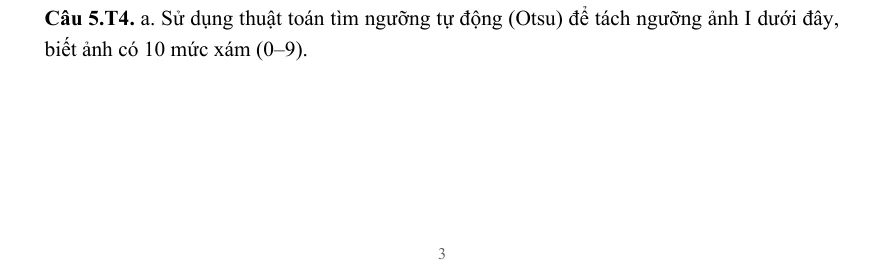 Câu 5.T4. a. Sử dụng thuật toán tìm ngưỡng tự động (Otsu) để tách ngưỡng ảnh I dưới đây,
biết ảnh có 10 mức xám (0–9).
3